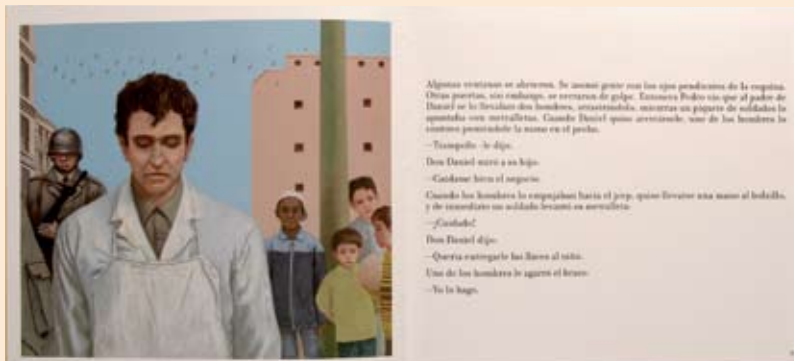 Algunas ventanas se abrieron. Se asomó gente con los ojos pendientes de la esquina.
Otras puertas, sin embargo, se cerraron de golpe. Entonces Pedro vio que al padre de
Daniel se lo llevaban dos hombres, arrastrándolo, mientras un piquete de soldados lo
apuntaba con metralletas. Cuando Daniel quiso acercársele, uno de los hombres lo
contuvo poniéndole la mano en el pecho.
—Tranquilo –le dijo.
Don Daniel miró a su hijo:
—Cuídame bien el negocio.
Cuando los hombres lo empujaban hacia el jeep, quiso llevarse una mano al bolsillo,
y de inmediato un soldado levantó su metralleta:
—¡Cuidado!
Don Daniel dijo:
—Quería entregarle las llaves al niño.
Uno de los hombres le agarró el brazo:
—Yo lo hago.